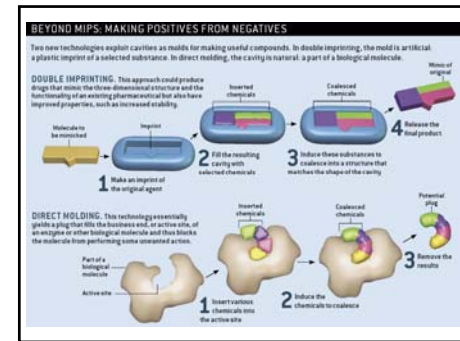 BEYOND MIPS: MAKING POSITIVES FROM NEGATIVES
Two new technologies exploit cavities as molds for making useful compounds. In double imprinting, the mold is artificial:
a plastic imprint of a selected substance. In direct molding, the cavity is natural: a part of a biological molecule.
DOUBLE IMPRINTING. This approach could produce
drugs that mimic the three-dimensional structure and the
functionality of an existing pharmaceutical but also have
improved properties, such as increased stability.
Molecule to
be mimicked
Imprint
1 Make an imprint of
the original agent
Inserted
chemicals
2 Fill the resulting
cavity with
selected chemicals
Coalesced
chemicals
3 Induce these substances to
coalesce into a structure that
matches the shape of the cavity
Mimic of
original
4 Release the
final product
DIRECT MOLDING. This technology essentially
yields a plug that fills the business end, or active site, of
an enzyme or other biological molecule and thus blocks
the molecule from performing some unwanted action.
Part of a
biological
molecule
Active site
Inserted
chemicals
1 Insert various
chemicals into
the active site
Coalesced
chemicals
2 Induce the
chemicals to coalesce
Potential
plug
3 Remove the
results